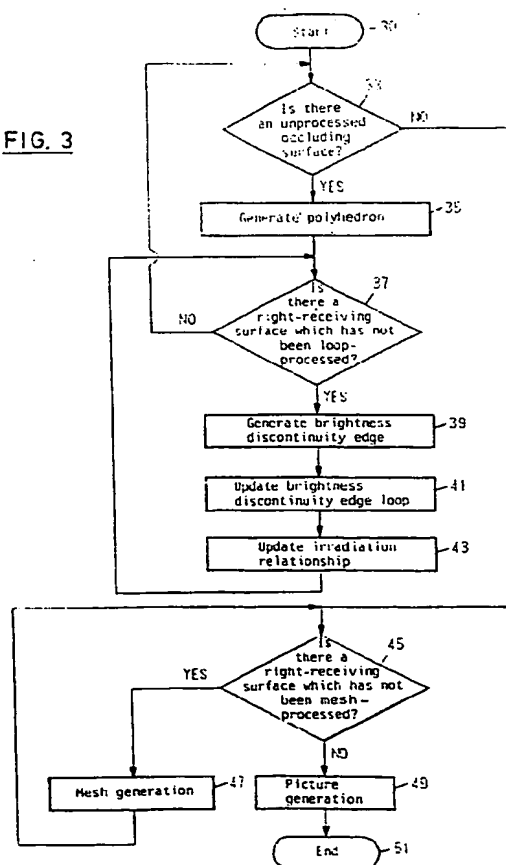 FIG. 3
Start
30
33
Is there
an unprocessed
occluding
surface?
NO
YES
Generate polyhedron
35
37
Is
there a
right-receiving
surface which has not
been loop-
processed?
NO
YES
Generate brightness
discontinuity edge
39
Update brightness
discontinuity edge loop
41
Update irradiation
relationship
43
45
Is
there a
right-receiving
surface which has not
been mesh-
processed?
YES
NO
Mesh generation
47
Picture
generation
49
End
51